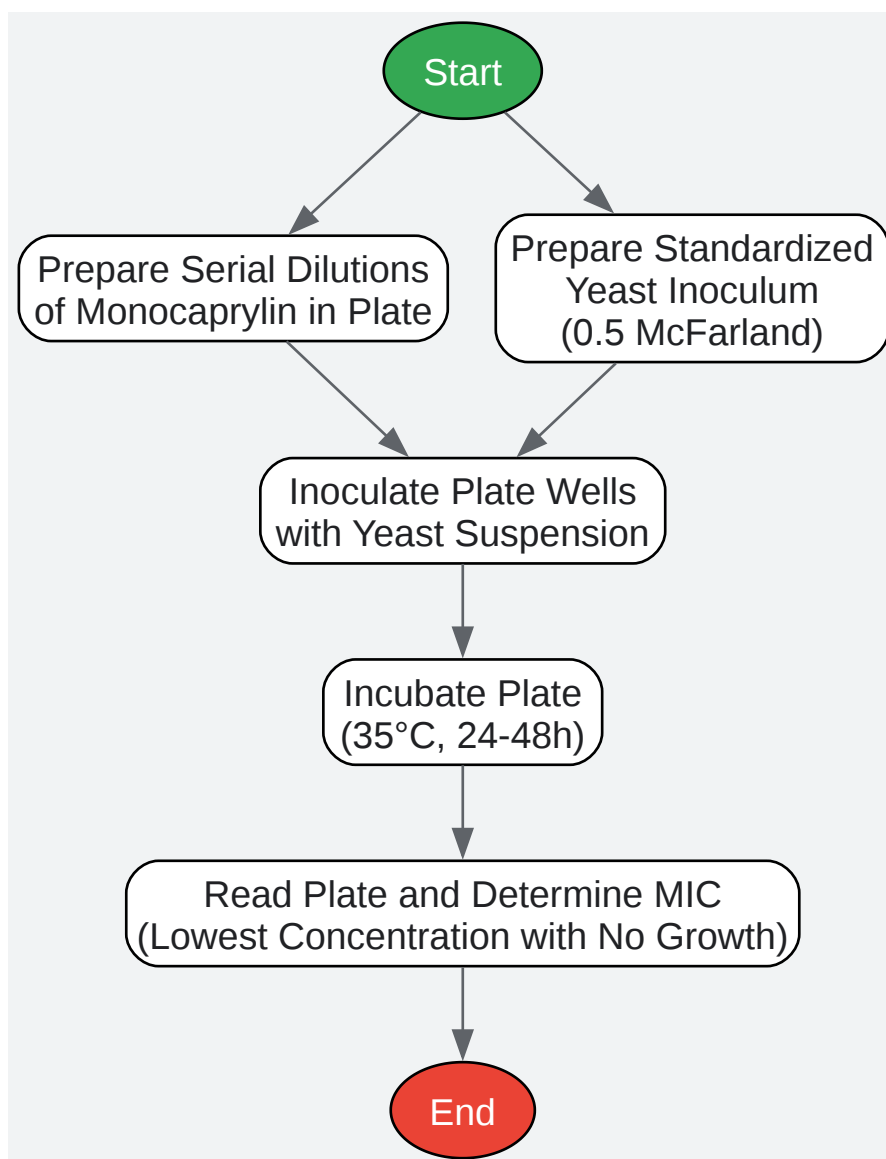 Start
Prepare Serial Dilutions
of Monocaprylin in Plate
Prepare Standardized
Yeast Inoculum
(0.5 McFarland)
Inoculate Plate Wells
with Yeast Suspension
Incubate Plate
(35°C, 24-48h)
Read Plate and Determine MIC
(Lowest Concentration with No Growth)
End